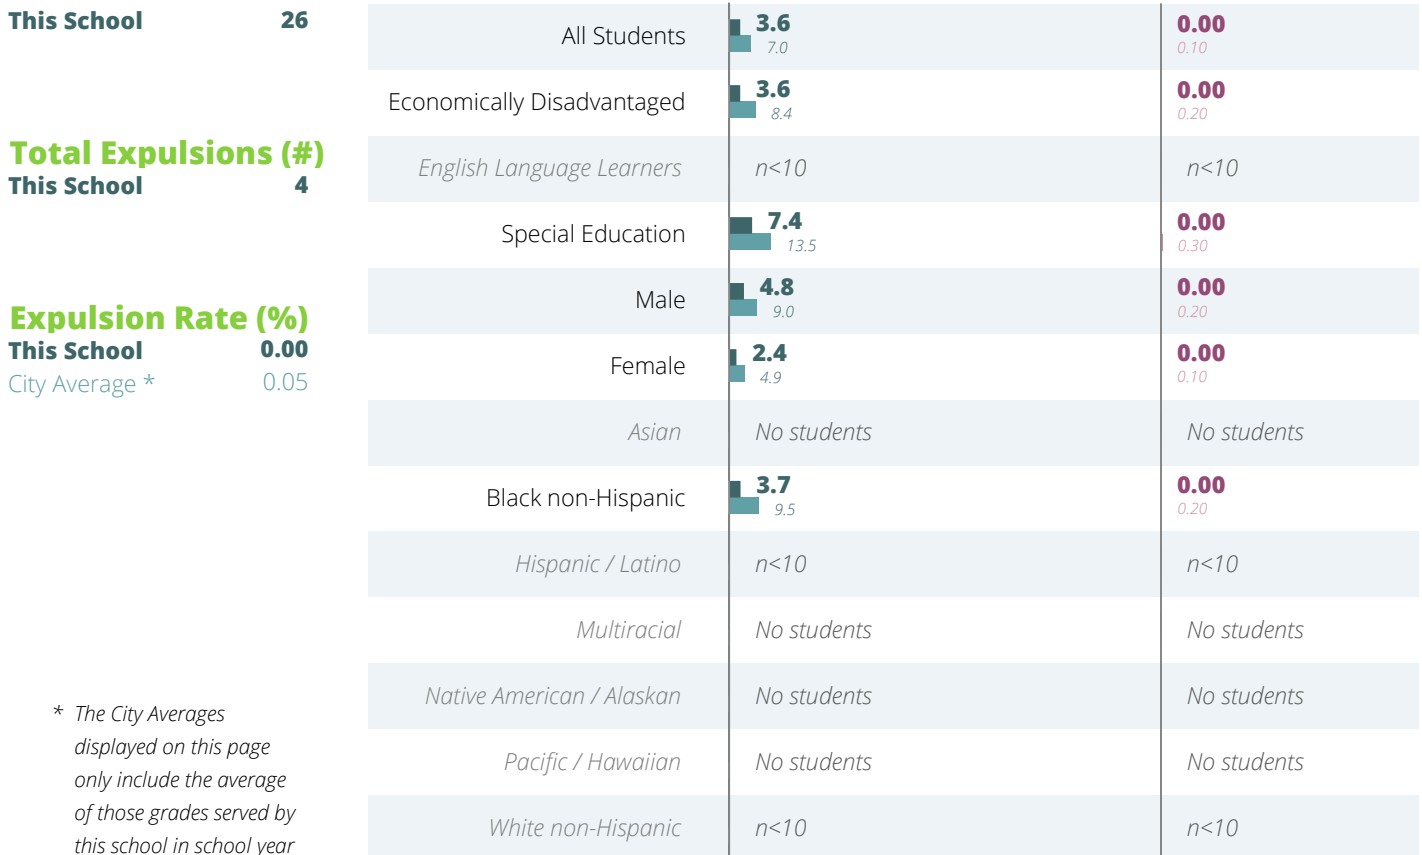 This School 26
Total Expulsions (#)
This School 4
Expulsion Rate (%)
This School 0.00
City Average * 0.05
* The City Averages
displayed on this page
only include the average
of those grades served by
this school in school year
All Students 3.6 0.00
7.0 0.10
Economically Disadvantaged 3.6 0.00
8.4 0.20
English Language Learners n<10 n<10
Special Education 7.4 0.00
13.5 0.30
Male 4.8 0.00
9.0 0.20
Female 2.4 0.00
4.9 0.10
Asian No students No students
Black non-Hispanic 3.7 0.00
9.5 0.20
Hispanic / Latino n<10 n<10
Multiracial No students No students
Native American / Alaskan No students No students
Pacific / Hawaiian No students No students
White non-Hispanic n<10 n<10